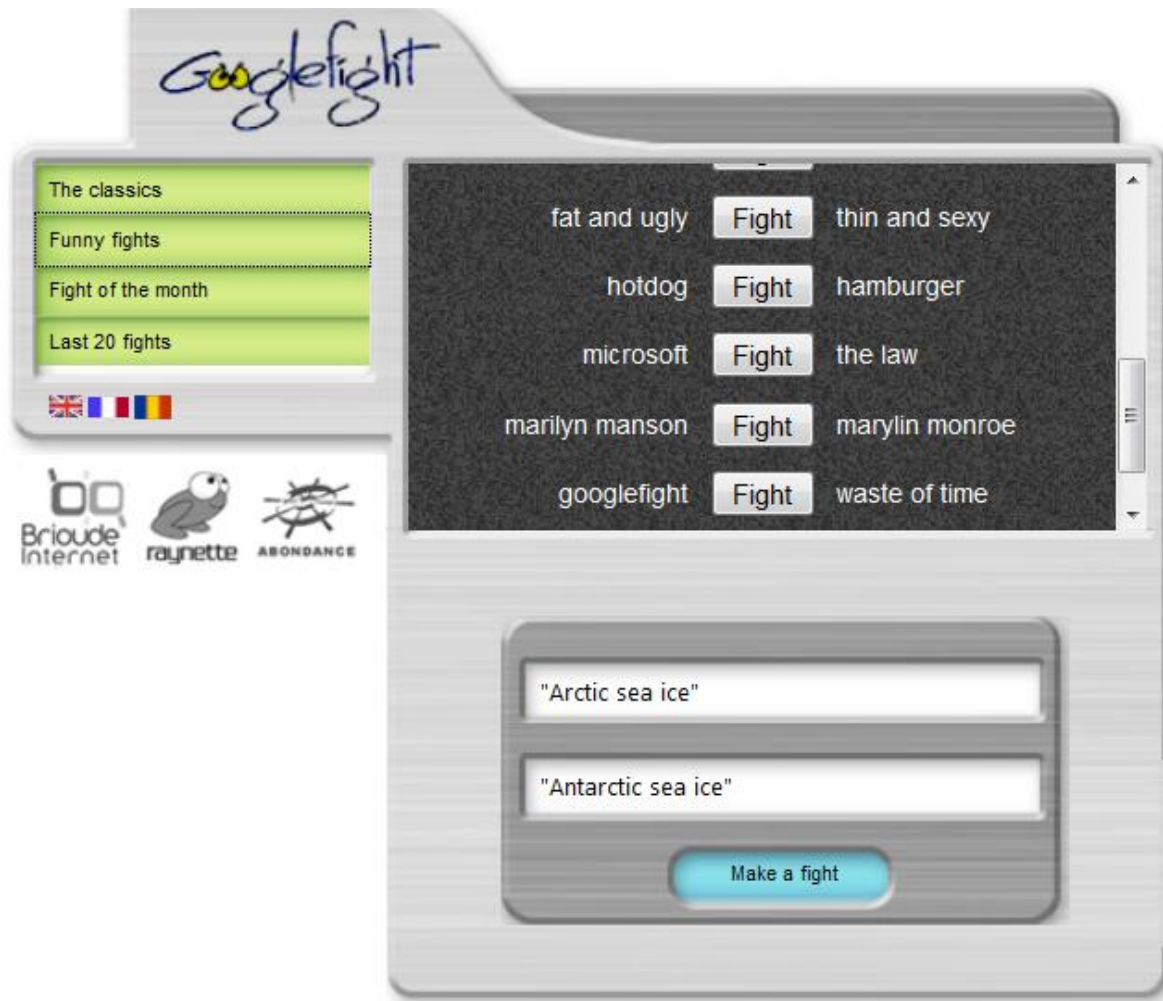 Googlefight
The classics
Funny fights
Fight of the month
Last 20 fights
fat and ugly Fight thin and sexy
hotdog Fight hamburger
microsoft Fight the law
marilyn manson Fight marylin monroe
googlefight Fight waste of time
Brioude
Internet
raynette
ABONDANCE
"Arctic sea ice"
"Antarctic sea ice"
Make a fight